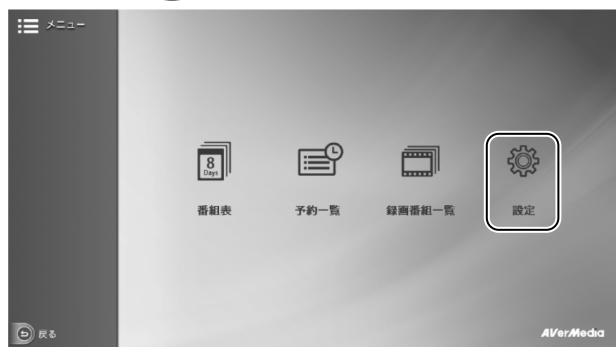 メニュー
8
Days
番組表
予約一覧
録画番組一覧
設定
戻る
AVerMedia